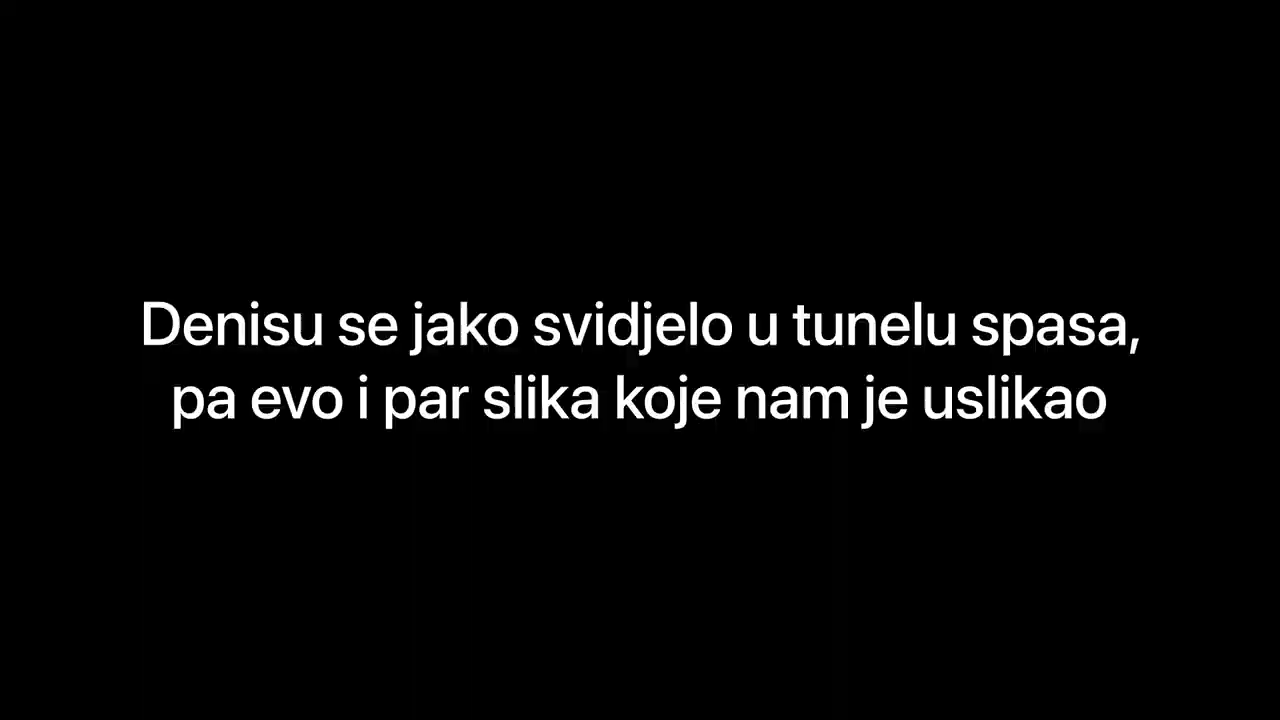 Denisu se jako svidjelo u tunelu spasa,
pa evo i par slika koje nam je uslikao